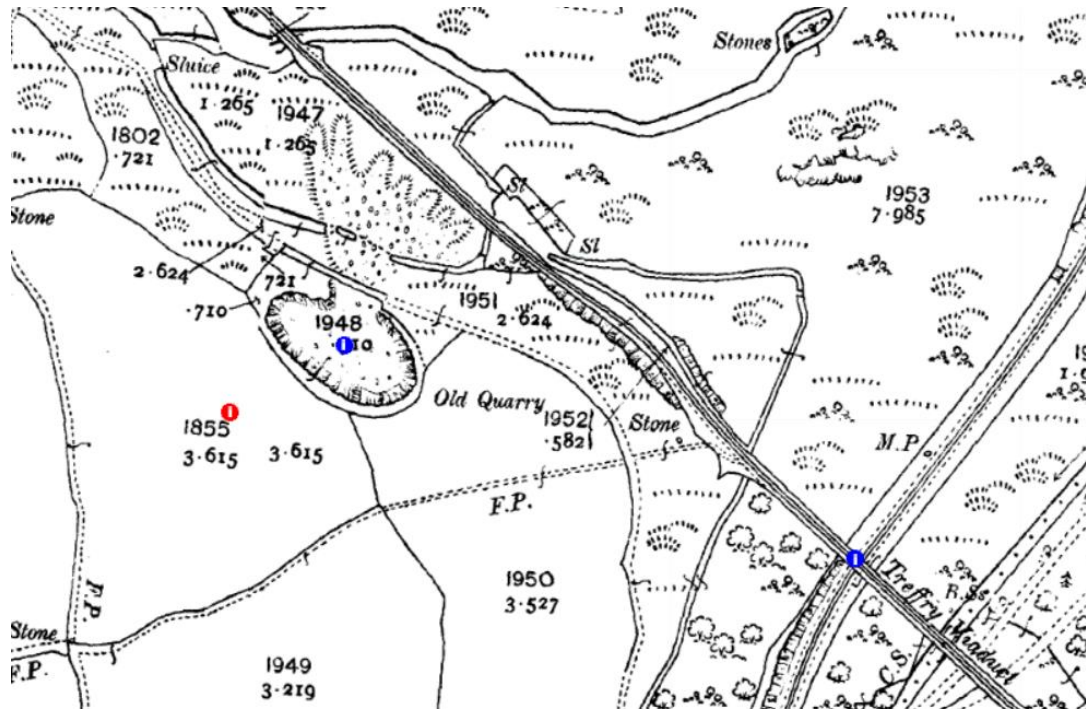 Stones
Sluice
1·265
1947
1·265
1802
·721
Sl
1953
7·985
Stone
Sl
2·624
721
1951
2·624
·710
1948
Old Quarry
1952
·582
Stone
1855
3·615
3·615
M.P.
F.P.
1950
3·527
Treffry Viaduct
F.P.
Stone
F.P.
1949
3·219